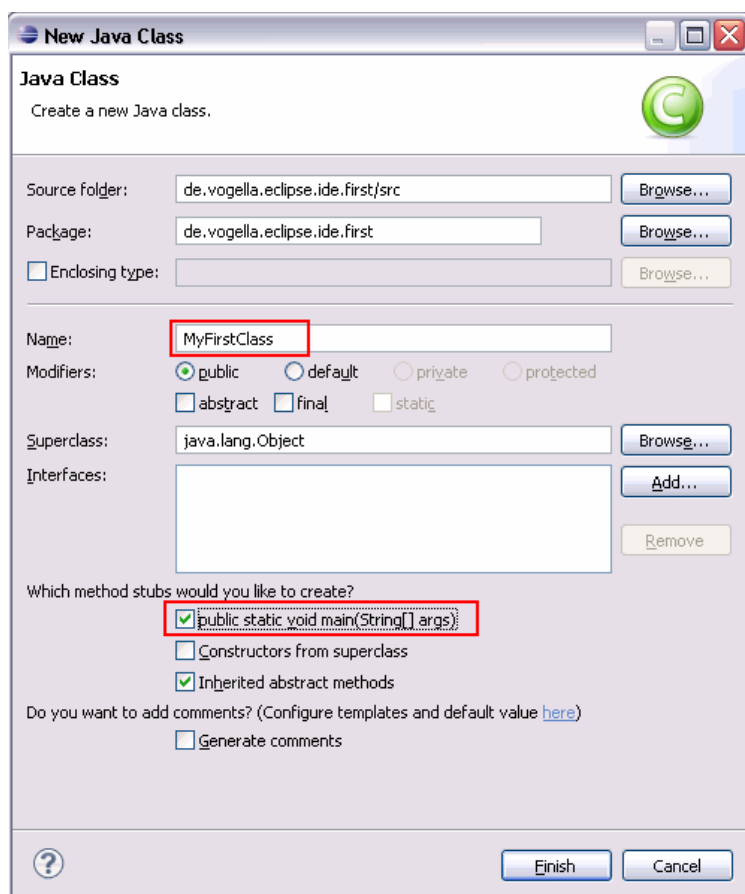 New Java Class
Java Class
Create a new Java class.
Source folder: de.vogella.eclipse.ide.first/src Browse...
Package: de.vogella.eclipse.ide.first Browse...
Enclosing type: Browse...
Name: MyFirstClass
Modifiers: public default private protected
abstract final static
Superclass: java.lang.Object Browse...
Interfaces: Add...
Remove
Which method stubs would you like to create?
public static void main(String[] args)
Constructors from superclass
Inherited abstract methods
Do you want to add comments? (Configure templates and default value here)
Generate comments
? Finish Cancel